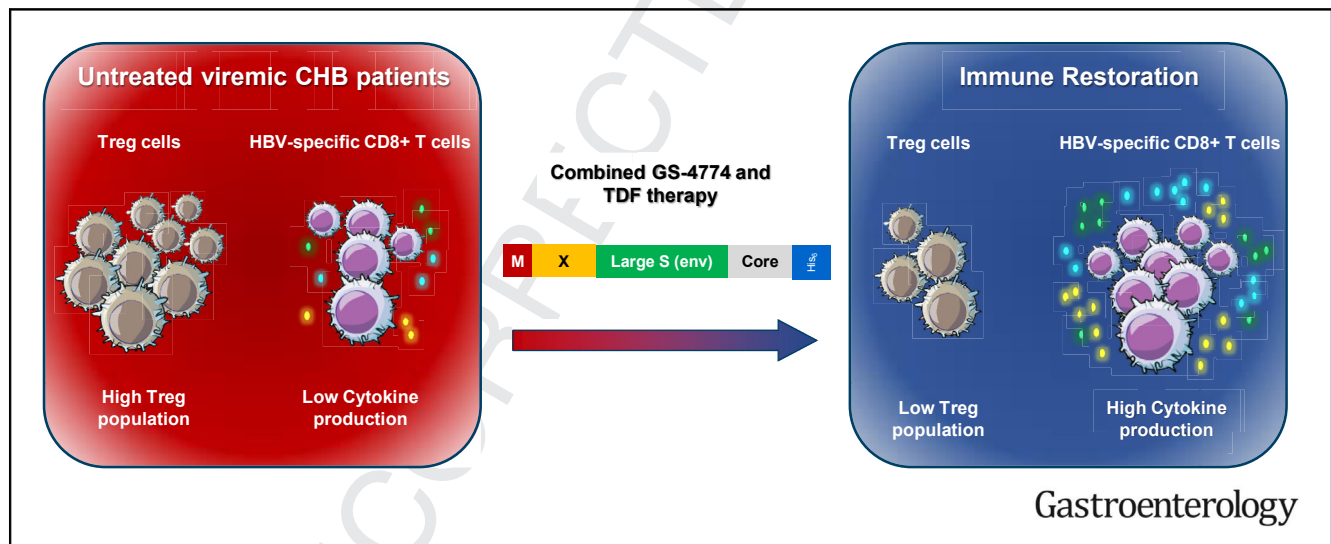 Untreated viremic CHB patients
Treg cells
HBV-specific CD8+ T cells
High Treg
population
Low Cytokine
production
Combined GS-4774 and
TDF therapy
M
X
Large S (env)
Core
His₆
Immune Restoration
Treg cells
HBV-specific CD8+ T cells
Low Treg
population
High Cytokine
production
Gastroenterology